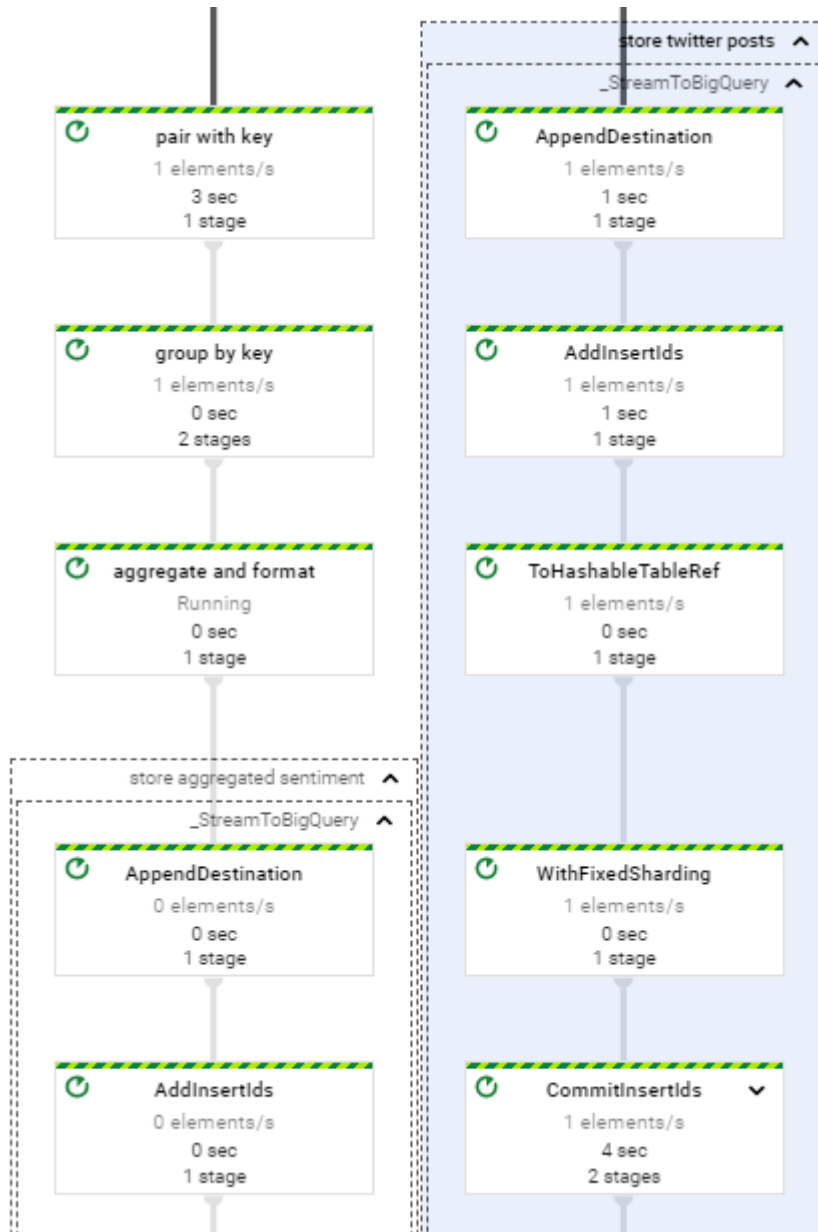 pair with key
1 elements/s
3 sec
1 stage
group by key
1 elements/s
0 sec
2 stages
aggregate and format
Running
0 sec
1 stage
store aggregated sentiment
_StreamToBigQuery
AppendDestination
0 elements/s
0 sec
1 stage
AddInsertIds
0 elements/s
0 sec
1 stage
store twitter posts
_StreamToBigQuery
AppendDestination
1 elements/s
1 sec
1 stage
AddInsertIds
1 elements/s
1 sec
1 stage
ToHashableTableRef
1 elements/s
0 sec
1 stage
WithFixedSharding
1 elements/s
0 sec
1 stage
CommitInsertIds
1 elements/s
4 sec
2 stages